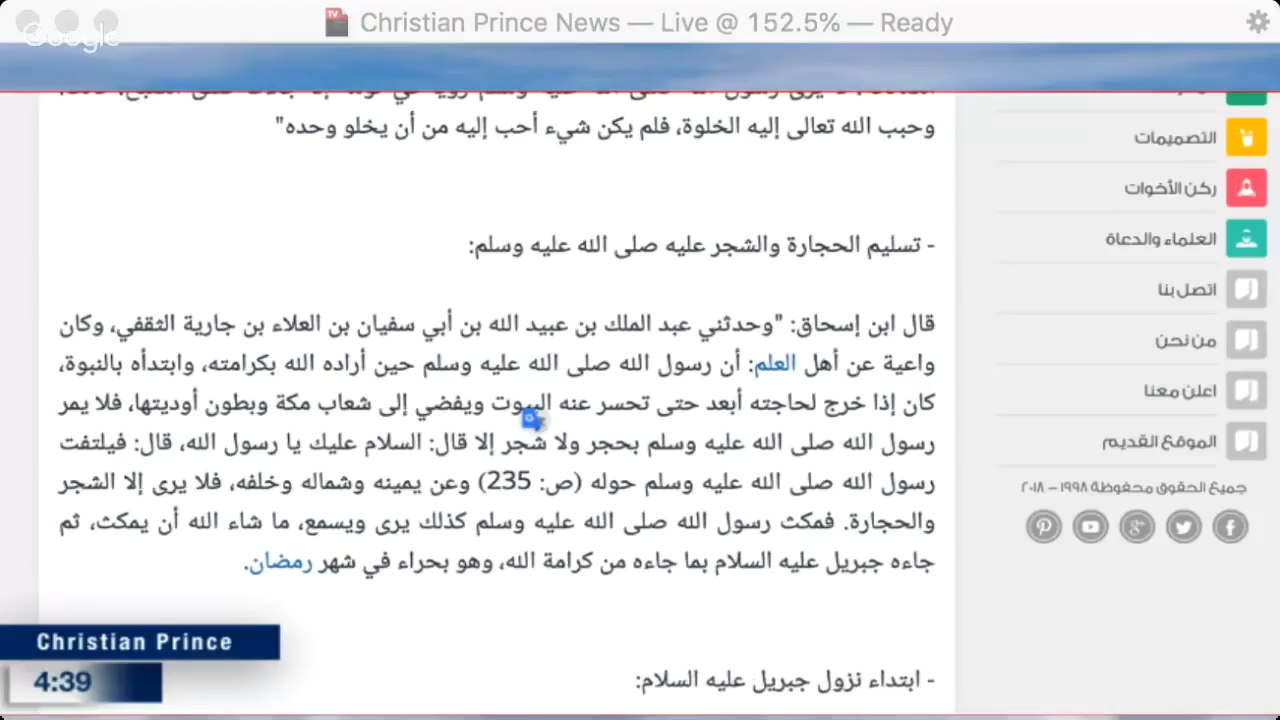 Christian Prince News — Live @ 152.5% — Ready
Google
وحبب الله تعالى إليه الخلوة، فلم يكن شيء أحب إليه من أن يخلو وحده"
- تسليم الحجارة والشجر عليه صلى الله عليه وسلم:
قال ابن إسحاق: "وحدثني عبد الملك بن عبيد الله بن أبي سفيان بن العلاء بن جارية الثقفي، وكان
واعية عن أهل العلم: أن رسول الله صلى الله عليه وسلم حين أراده الله بكرامته، وابتدأه بالنبوة،
كان إذا خرج لحاجته أبعد حتى تحسر عنه البيوت ويفضي إلى شعاب مكة وبطون أوديتها، فلا يمر
رسول الله صلى الله عليه وسلم بحجر ولا شجر إلا قال: السلام عليك يا رسول الله، قال: فيلتفت
رسول الله صلى الله عليه وسلم حوله (ص: 235) وعن يمينه وشماله وخلفه، فلا يرى إلا الشجر
والحجارة. فمكث رسول الله صلى الله عليه وسلم كذلك يرى ويسمع، ما شاء الله أن يمكث، ثم
جاءه جبريل عليه السلام بما جاءه من كرامة الله، وهو بحراء في شهر رمضان.
- ابتداء نزول جبريل عليه السلام:
التصميمات
ركن الأخوات
العلماء والدعاة
اتصل بنا
من نحن
اعلن معنا
الموقع القديم
جميع الحقوق محفوظة ١٩٩٨ - ٢٠١٨
Christian Prince
4:39